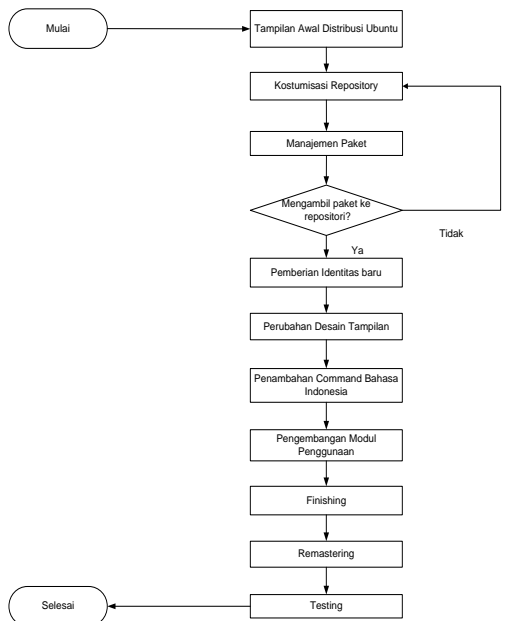 Mulai
Tampilan Awal Distribusi Ubuntu
Kostumisasi Repository
Manajemen Paket
Mengambil paket ke
repositori?
Tidak
Ya
Pemberian Identitas baru
Perubahan Desain Tampilan
Penambahan Command Bahasa
Indonesia
Pengembangan Modul
Penggunaan
Finishing
Remastering
Testing
Selesai